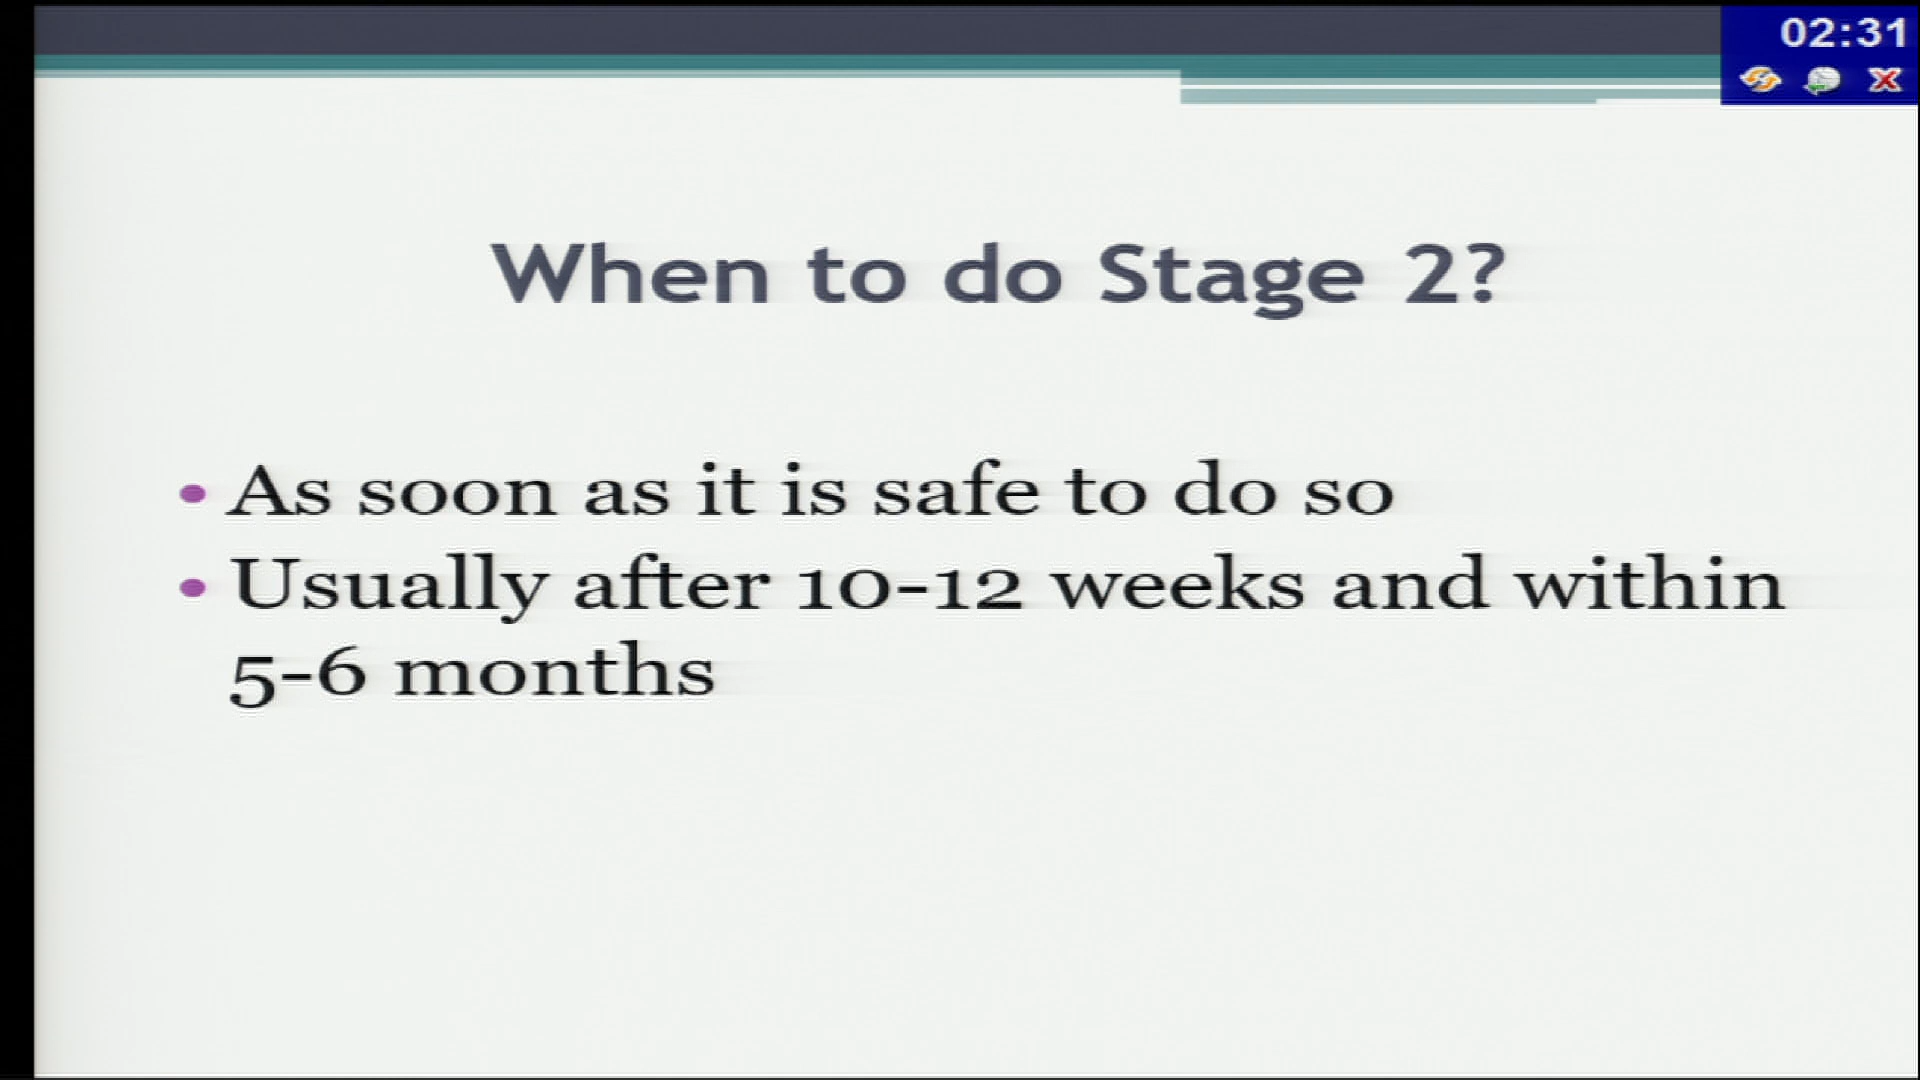 02:31
When to do Stage 2?
• As soon as it is safe to do so
• Usually after 10-12 weeks and within
5-6 months